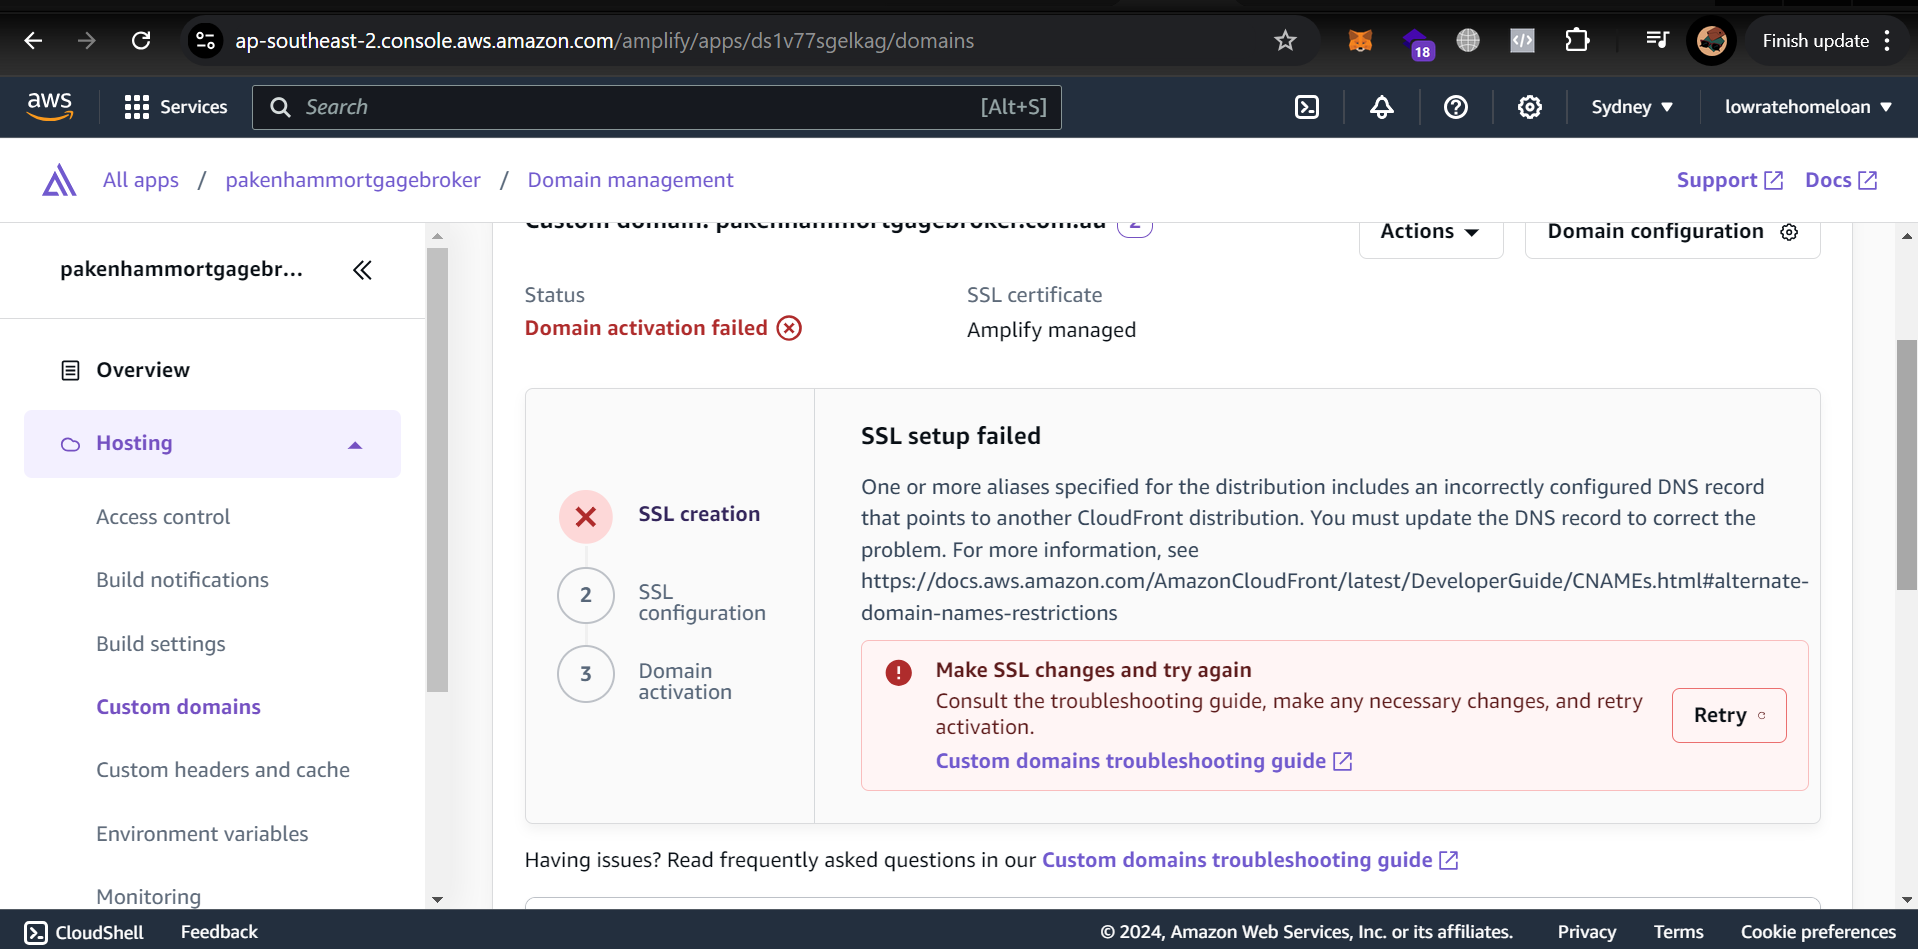 ap-southeast-2.console.aws.amazon.com/amplify/apps/ds1v77sgelkag/domains
18
Finish update
aws
Services
Search
[Alt+S]
Sydney
lowratehomeloan
All apps / pakenhammortgagebroker / Domain management
Support
Docs
Custom domain: pakenhammortgagebroker.com.au 2
Actions
Domain configuration
pakenhammortgagebr...
Overview
Hosting
Access control
Build notifications
Build settings
Custom domains
Custom headers and cache
Environment variables
Monitoring
Status
Domain activation failed
SSL certificate
Amplify managed
SSL creation
2
SSL
configuration
3
Domain
activation
SSL setup failed
One or more aliases specified for the distribution includes an incorrectly configured DNS record
that points to another CloudFront distribution. You must update the DNS record to correct the
problem. For more information, see
https://docs.aws.amazon.com/AmazonCloudFront/latest/DeveloperGuide/CNAMEs.html#alternate-
domain-names-restrictions
Make SSL changes and try again
Consult the troubleshooting guide, make any necessary changes, and retry
activation.
Custom domains troubleshooting guide
Retry
Having issues? Read frequently asked questions in our Custom domains troubleshooting guide
CloudShell
Feedback
© 2024, Amazon Web Services, Inc. or its affiliates.
Privacy
Terms
Cookie preferences